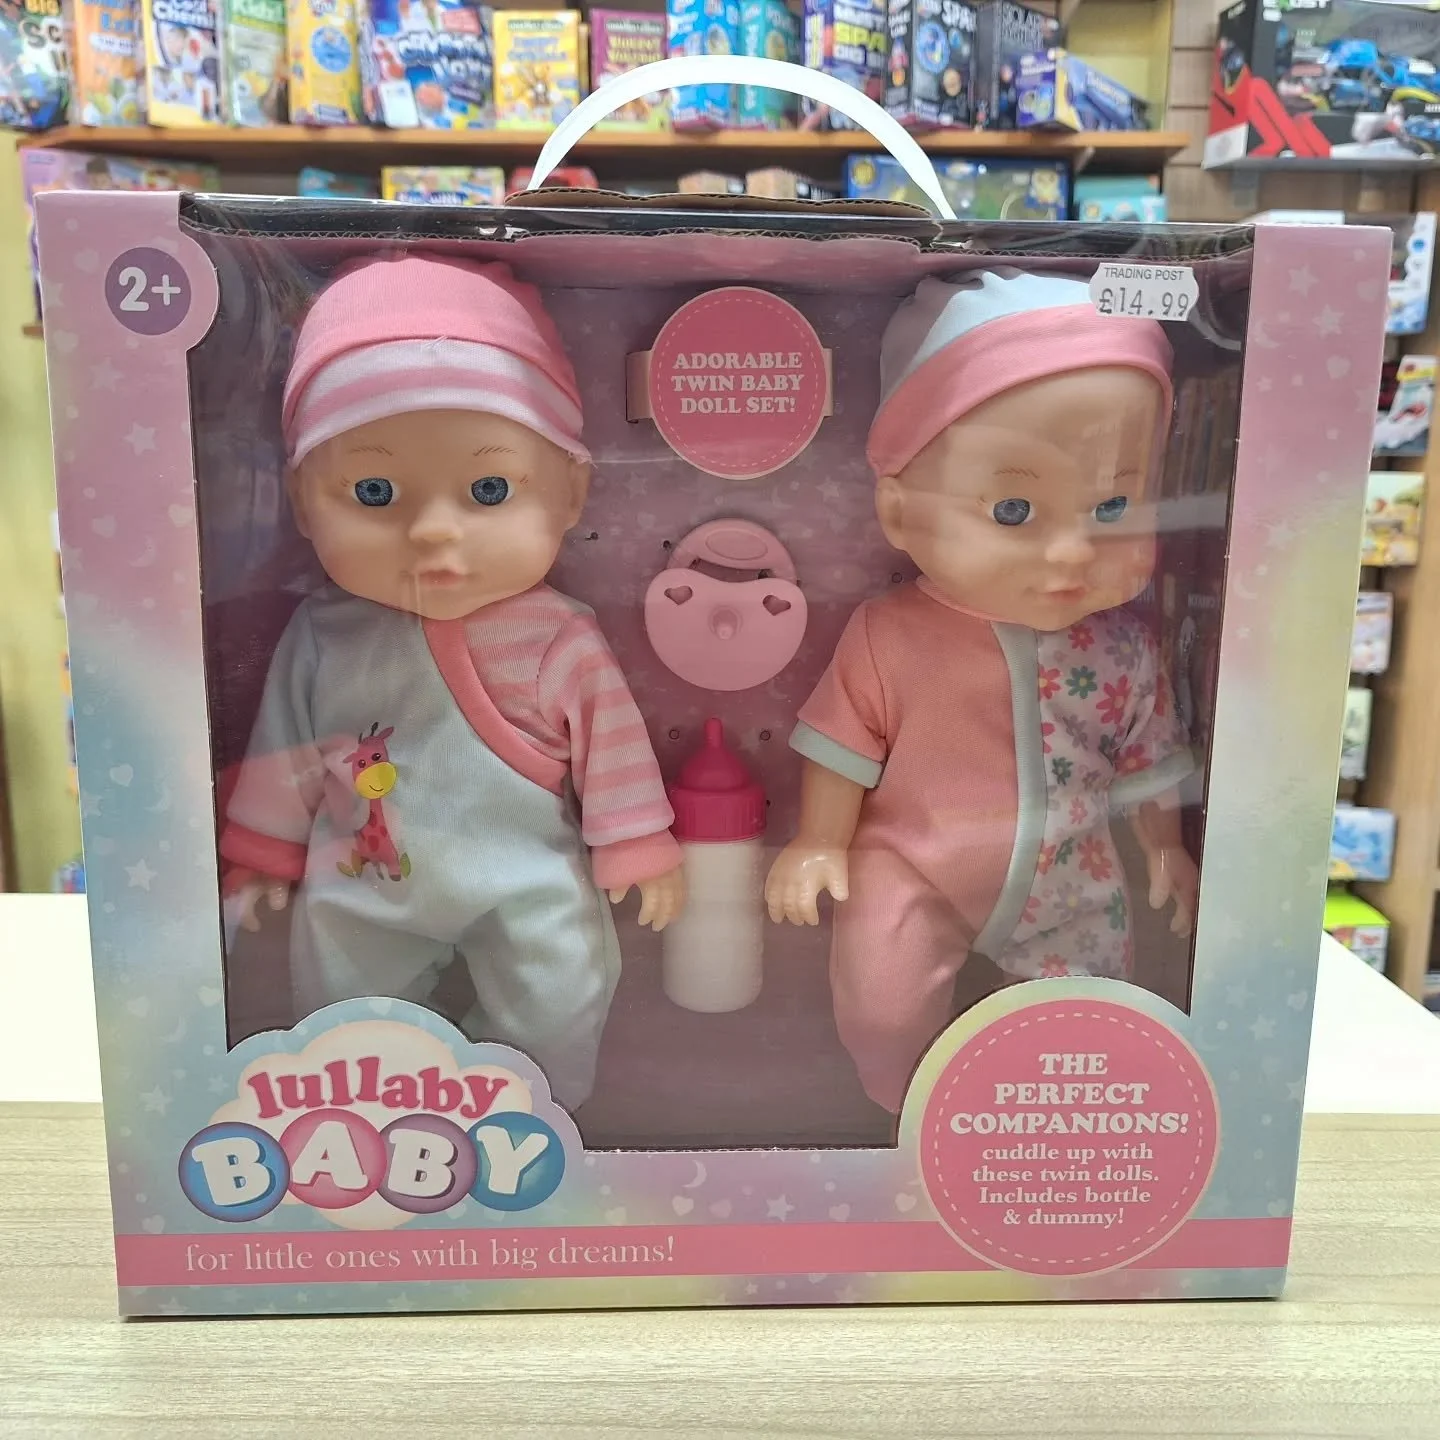 2+
TRADING POST
£14.99
ADORABLE
TWIN BABY
DOLL SET!
lullaby
BABY
for little ones with big dreams!
THE
PERFECT
COMPANIONS!
cuddle up with
these twin dolls.
Includes bottle
& dummy!